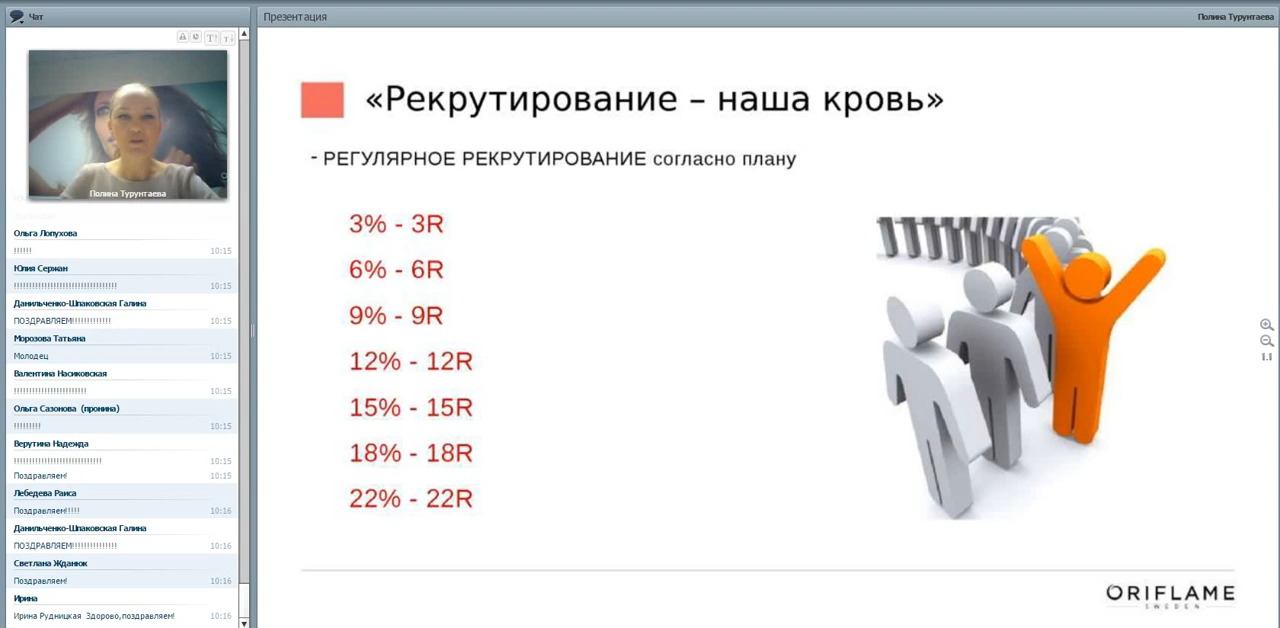 Чат
Полина Турунтаева
Ольга Лопухова
!!!!!! 10:15
Юлия Сержан
!!!!!!!!!!!!!!!!!!!!!!!!!!!!!!!!!! 10:15
Данильченко-Шпаковская Галина
ПОЗДРАВЛЯЕМ!!!!!!!!!!!!! 10:15
Морозова Татьяна
Молодец 10:15
Валентина Насиковская
!!!!!!!!!!!!!!!!!!!!!!!! 10:15
Ольга Сазонова (пронина)
!!!!!!!!! 10:15
Верутина Надежда
!!!!!!!!!!!!!!!!!!!!!!!!!!!!! 10:15
Поздравляем! 10:15
Лебедева Раиса
Поздравляем!!!!! 10:16
Данильченко-Шпаковская Галина
ПОЗДРАВЛЯЕМ!!!!!!!!!!!!!!! 10:16
Светлана Жданюк
Поздравляем! 10:16
Ирина
Ирина Рудницкая Здорово,поздравляем! 10:16
Презентация
Полина Турунтаева
«Рекрутирование – наша кровь»
- РЕГУЛЯРНОЕ РЕКРУТИРОВАНИЕ согласно плану
3% - 3R
6% - 6R
9% - 9R
12% - 12R
15% - 15R
18% - 18R
22% - 22R
1:1
ORIFLAME
SWEDEN